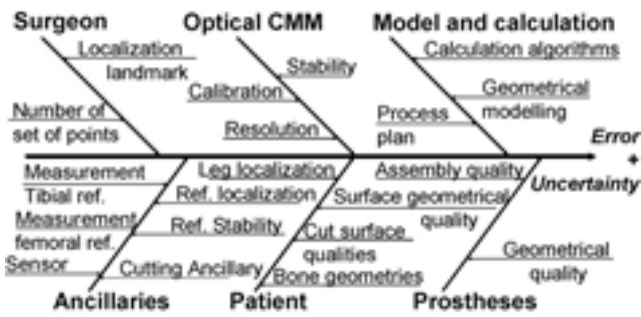 Surgeon
Optical CMM
Model and calculation
Localization
landmark
Number of
set of points
Stability
Calibration
Resolution
Calculation algorithms
Geometrical
modelling
Process
plan
Error
+
Uncertainty
Measurement
Tibial ref.
Measurement
femoral ref.
Sensor
Ref. localization
Ref. Stability
Cutting Ancillary
Leg localization
Cut surface
qualities
Bone geometries
Assembly quality
Surface geometrical
quality
Geometrical
quality
Ancillaries
Patient
Prostheses